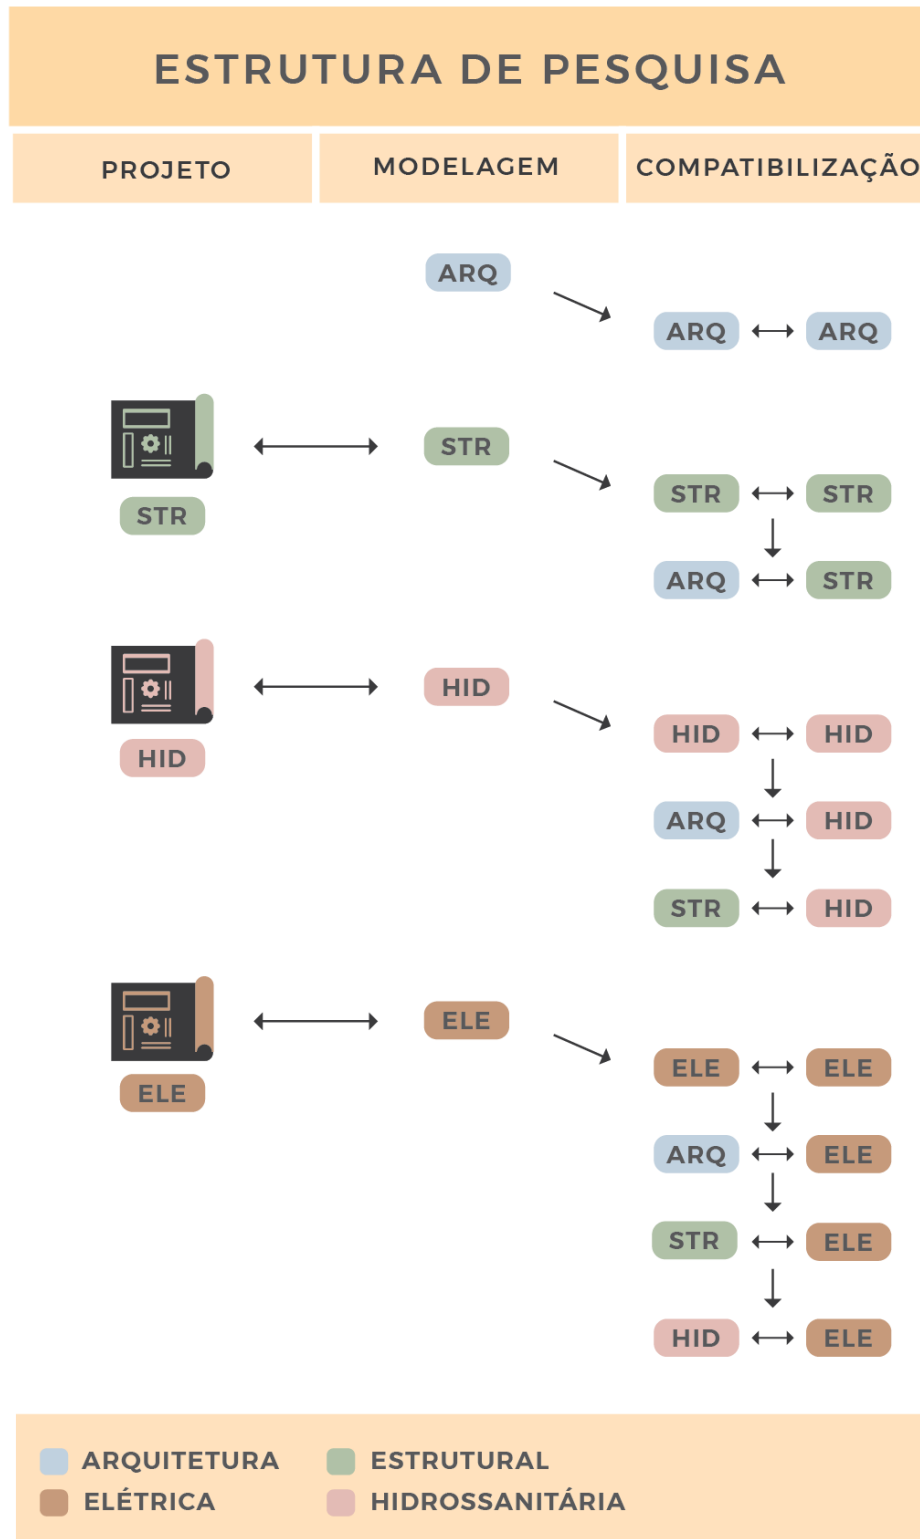 ESTRUTURA DE PESQUISA
PROJETO MODELAGEM COMPATIBILIZAÇÃO
ARQ
ARQ ARQ
STR
STR
STR STR
ARQ STR
HID
HID
HID HID
ARQ HID
STR HID
ELE
ELE
ELE ELE
ARQ ELE
STR ELE
HID ELE
ARQUITETURA ESTRUTURAL
ELÉTRICA HIDROSSANITÁRIA